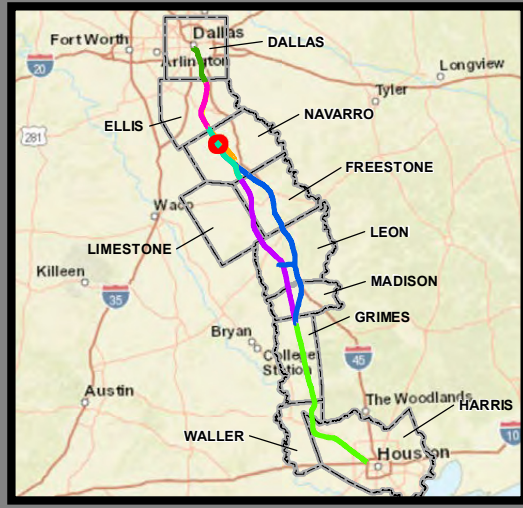 Fort Worth
Dallas
DALLAS
Arlington
20
Longview
Tyler
NAVARRO
ELLIS
281
FREESTONE
Waco
LEON
LIMESTONE
Killeen
MADISON
35
GRIMES
Bryan
College
Station
45
Austin
The Woodlands
HARRIS
WALLER
10
Houston